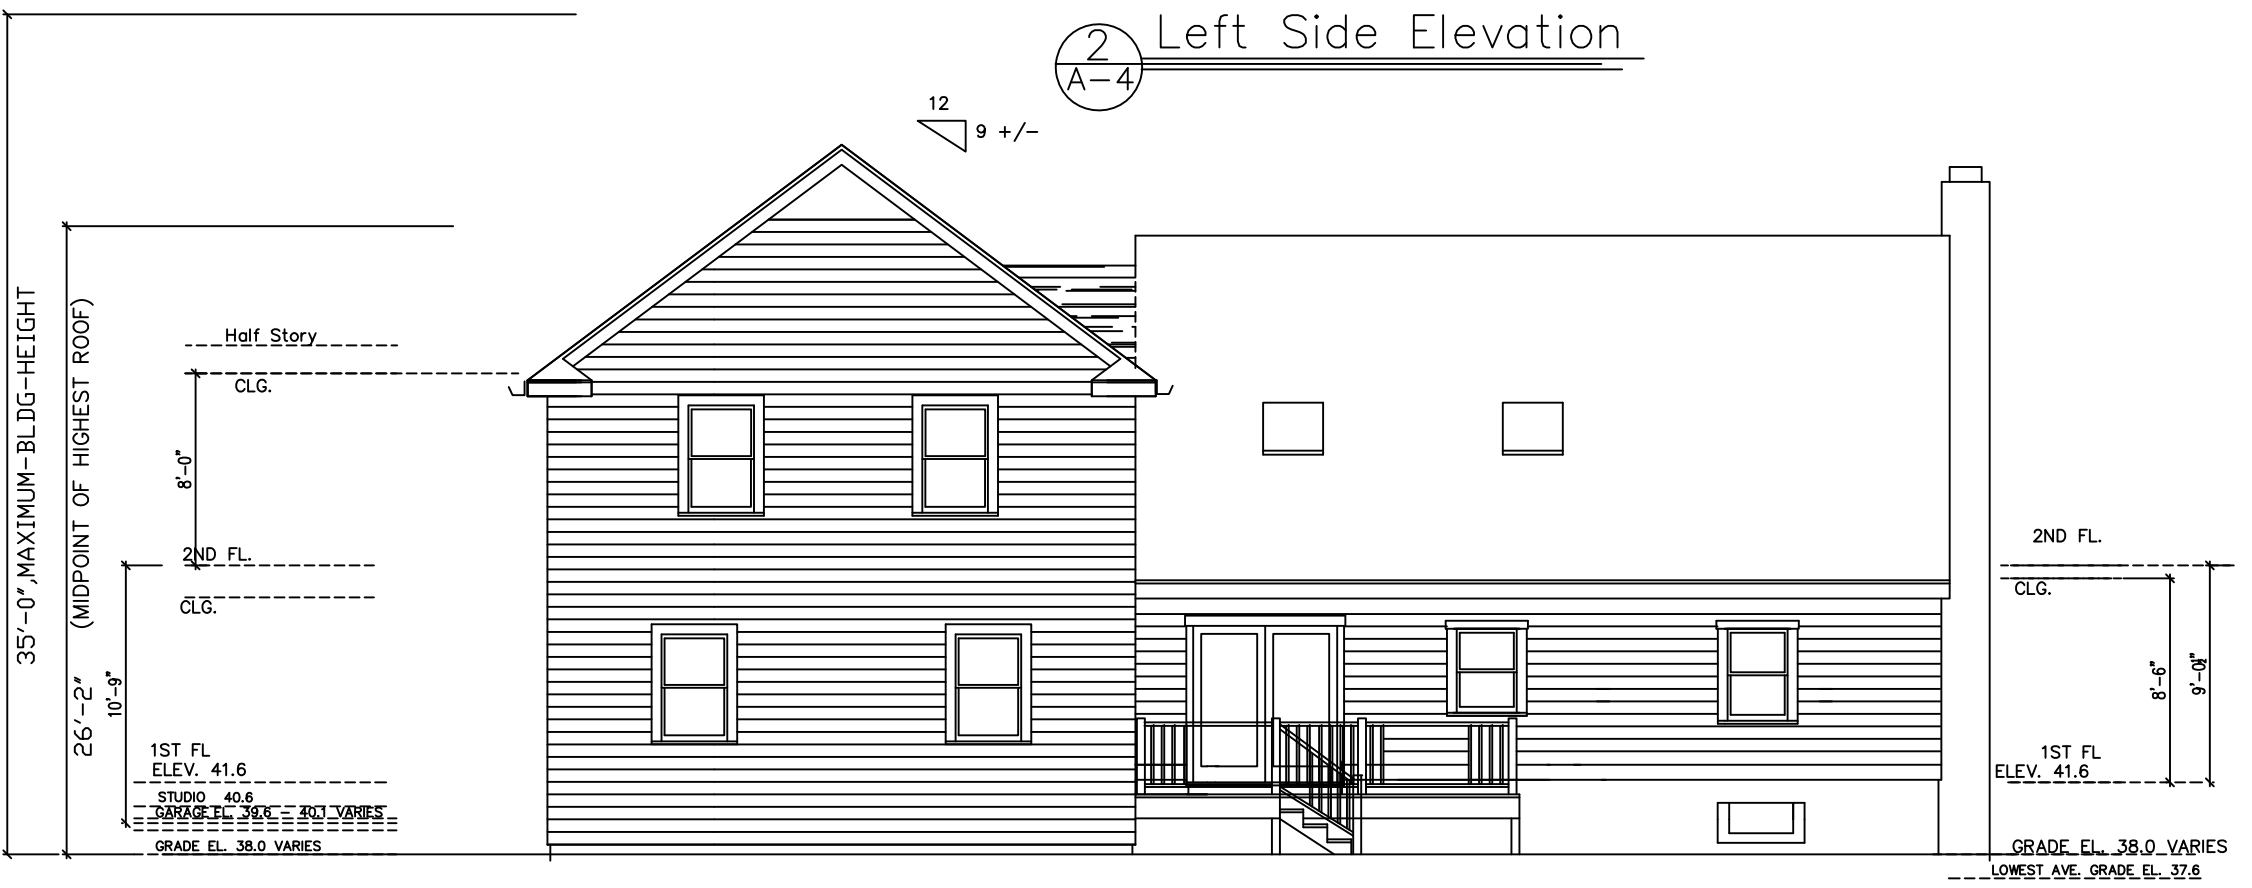 2
A-4
Left Side Elevation
12
9 +/-
35'-0",MAXIMUM-BLDG-HEIGHT
26'-2" (MIDPOINT OF HIGHEST ROOF)
Half Story
CLG.
8'-0"
2ND FL.
CLG.
10'-9"
1ST FL
ELEV. 41.6
STUDIO 40.6
GARAGE EL. 39.6 - 40.1 VARIES
GRADE EL. 38.0 VARIES
2ND FL.
CLG.
8'-6"
9'-0½"
1ST FL
ELEV. 41.6
GRADE EL. 38.0 VARIES
LOWEST AVE. GRADE EL. 37.6